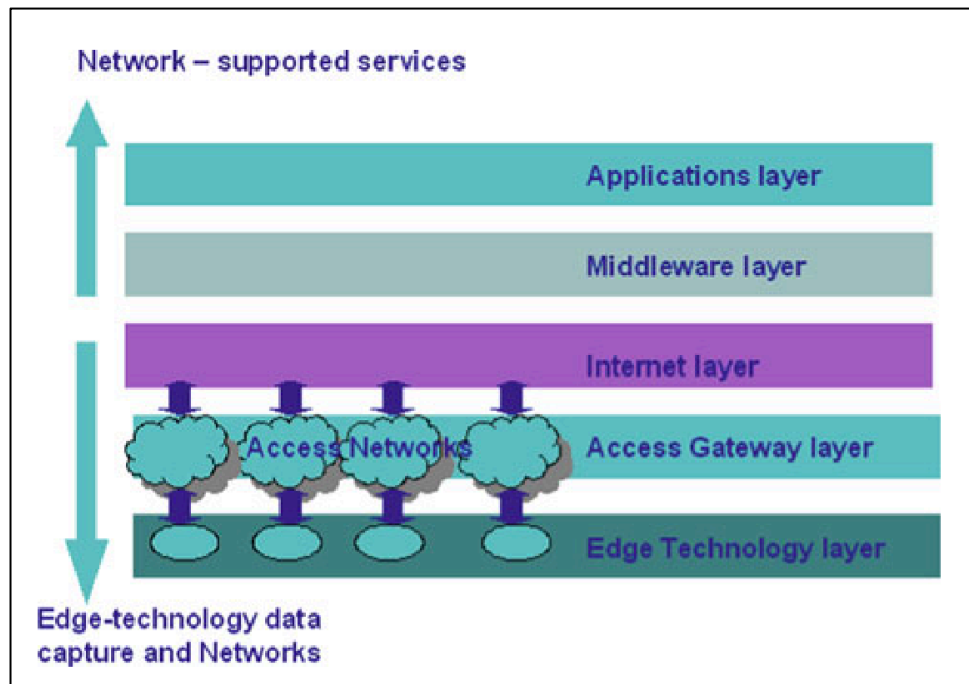 Network – supported services
Applications layer
Middleware layer
Internet layer
Access Networks
Access Gateway layer
Edge Technology layer
Edge-technology data
capture and Networks